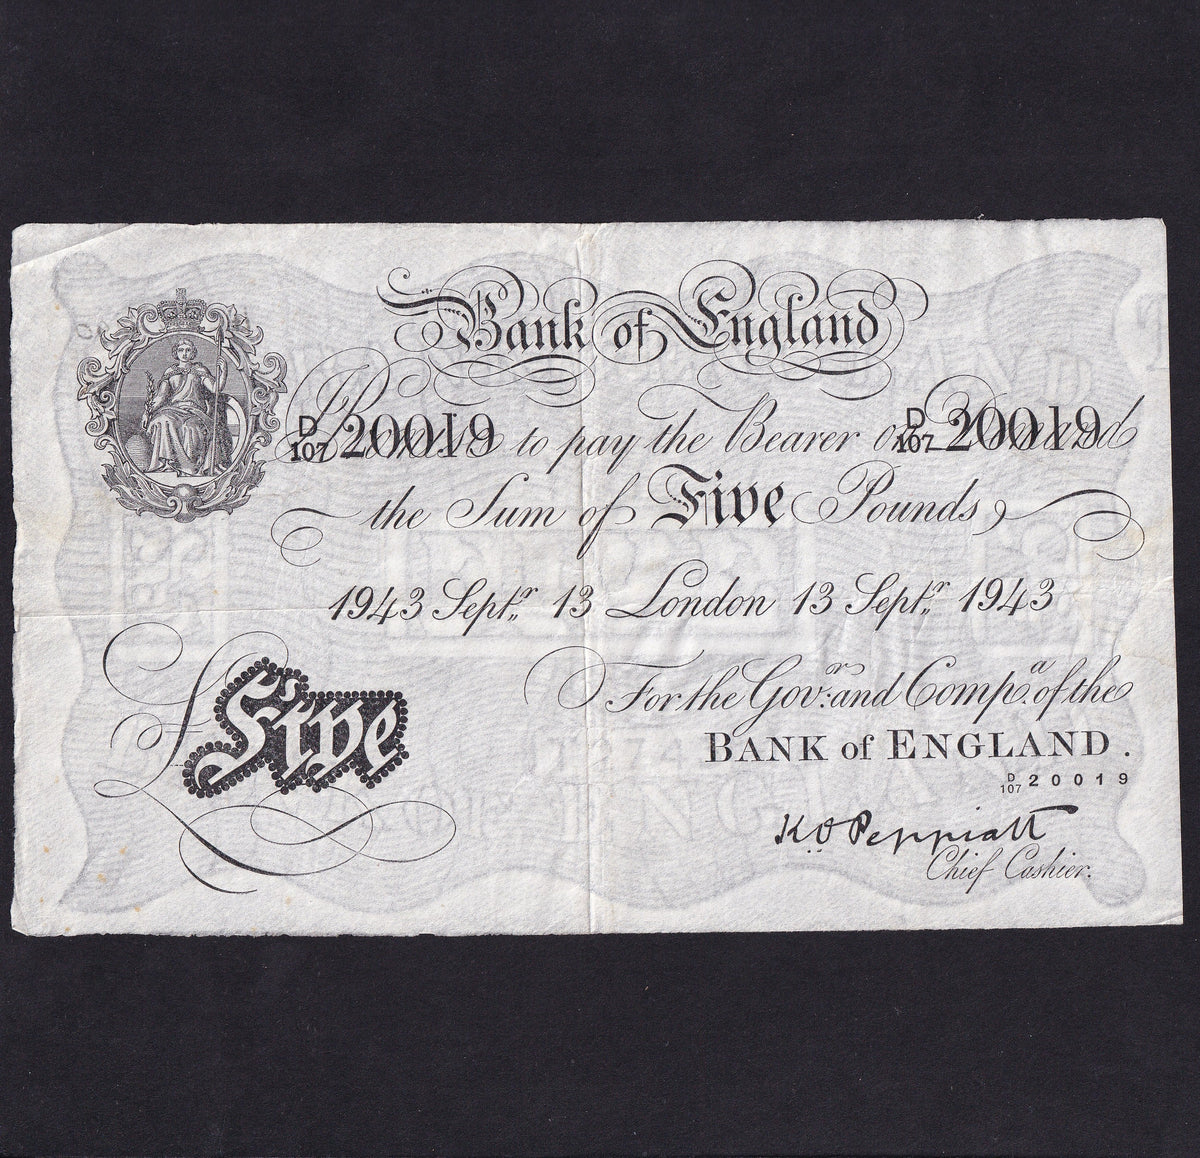 Bank of England
D/107 20019 Promise to pay the Bearer on Demand D/107 20019
the Sum of Five Pounds
1943 Septr 13 London 13 Septr 1943
For the Govr: and Compa: of the
BANK of ENGLAND.
D/107 20019
Five
K.O. Peppiatt
Chief Cashier.